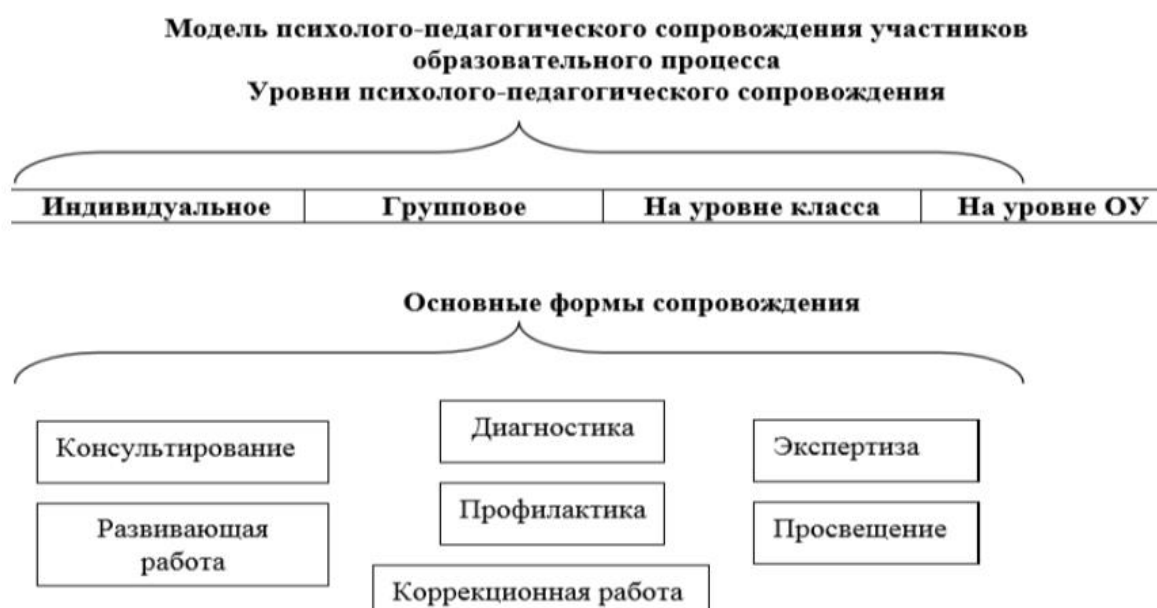 Модель психолого-педагогического сопровождения участников
образовательного процесса
Уровни психолого-педагогического сопровождения
Индивидуальное Групповое На уровне класса На уровне ОУ
Основные формы сопровождения
Консультирование
Диагностика
Экспертиза
Развивающая
работа
Профилактика
Просвещение
Коррекционная работа